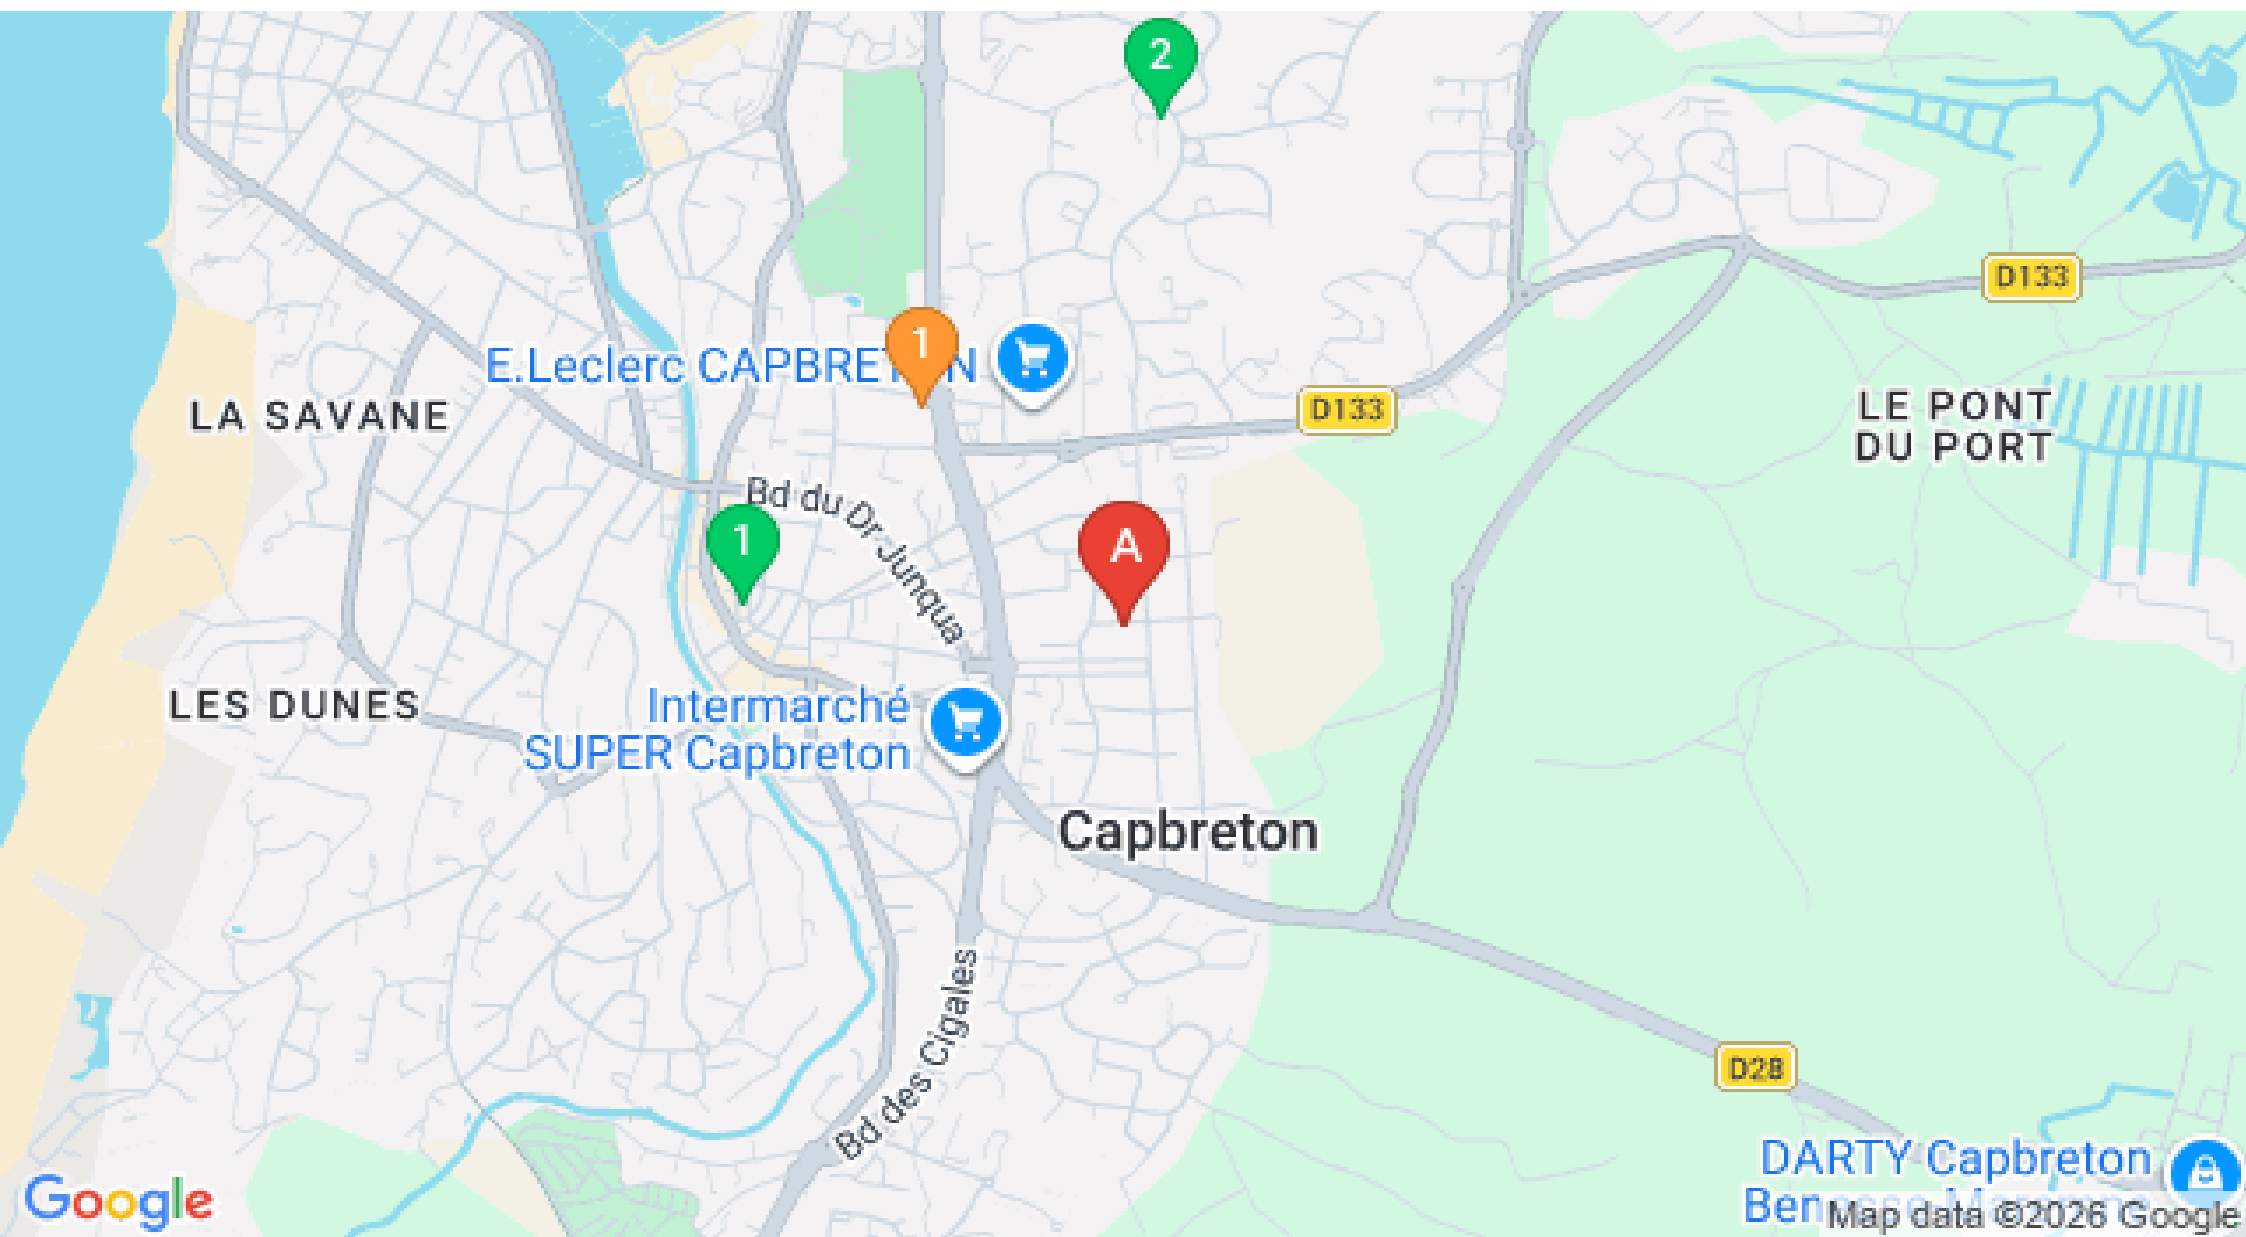 2
D133
1
E.Leclerc CAPBRETON
D133
LA SAVANE
LE PONT
DU PORT
Bd du Dr Junqua
1
A
LES DUNES
Intermarché
SUPER Capbreton
Capbreton
Bd des Cigales
D28
DARTY Capbreton
Google
Map data ©2026 Google